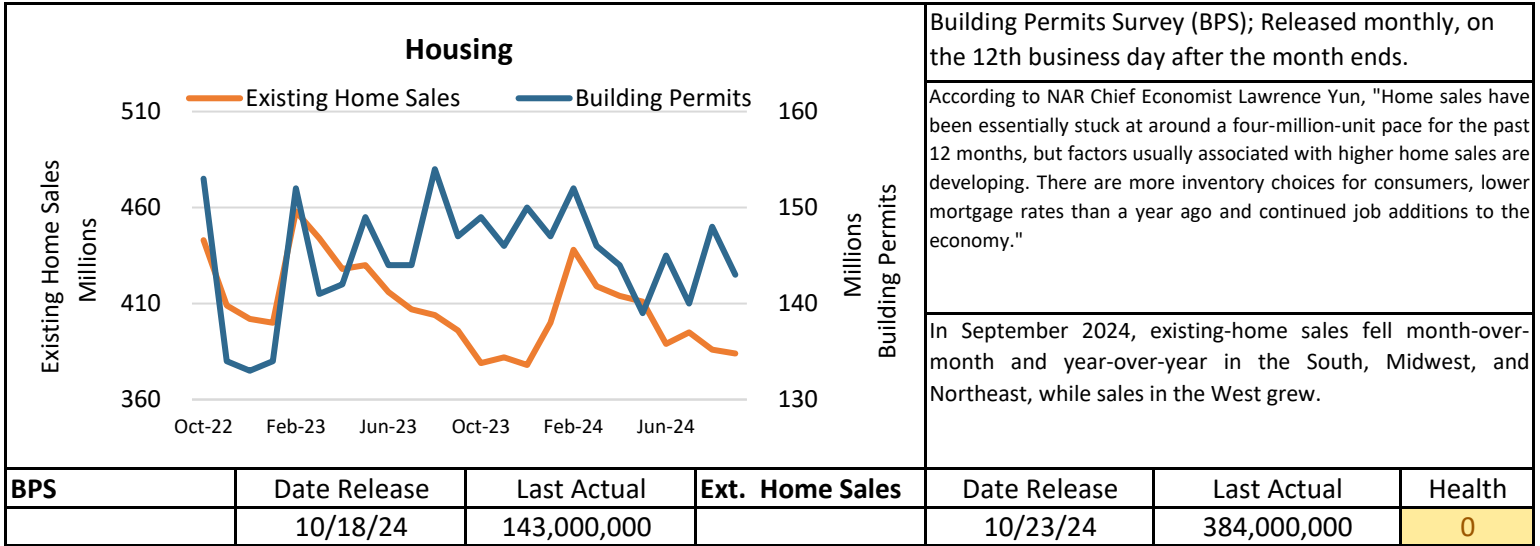 Housing
Existing Home Sales
Building Permits
510
460
410
360
160
150
140
130
Existing Home Sales
Millions
Millions
Building Permits
Oct-22 Feb-23 Jun-23 Oct-23 Feb-24 Jun-24
Building Permits Survey (BPS); Released monthly, on
the 12th business day after the month ends.
According to NAR Chief Economist Lawrence Yun, "Home sales have
been essentially stuck at around a four-million-unit pace for the past
12 months, but factors usually associated with higher home sales are
developing. There are more inventory choices for consumers, lower
mortgage rates than a year ago and continued job additions to the
economy."
In September 2024, existing-home sales fell month-over-
month and year-over-year in the South, Midwest, and
Northeast, while sales in the West grew.
BPS Date Release Last Actual Ext. Home Sales Date Release Last Actual Health
10/18/24 143,000,000 10/23/24 384,000,000 0